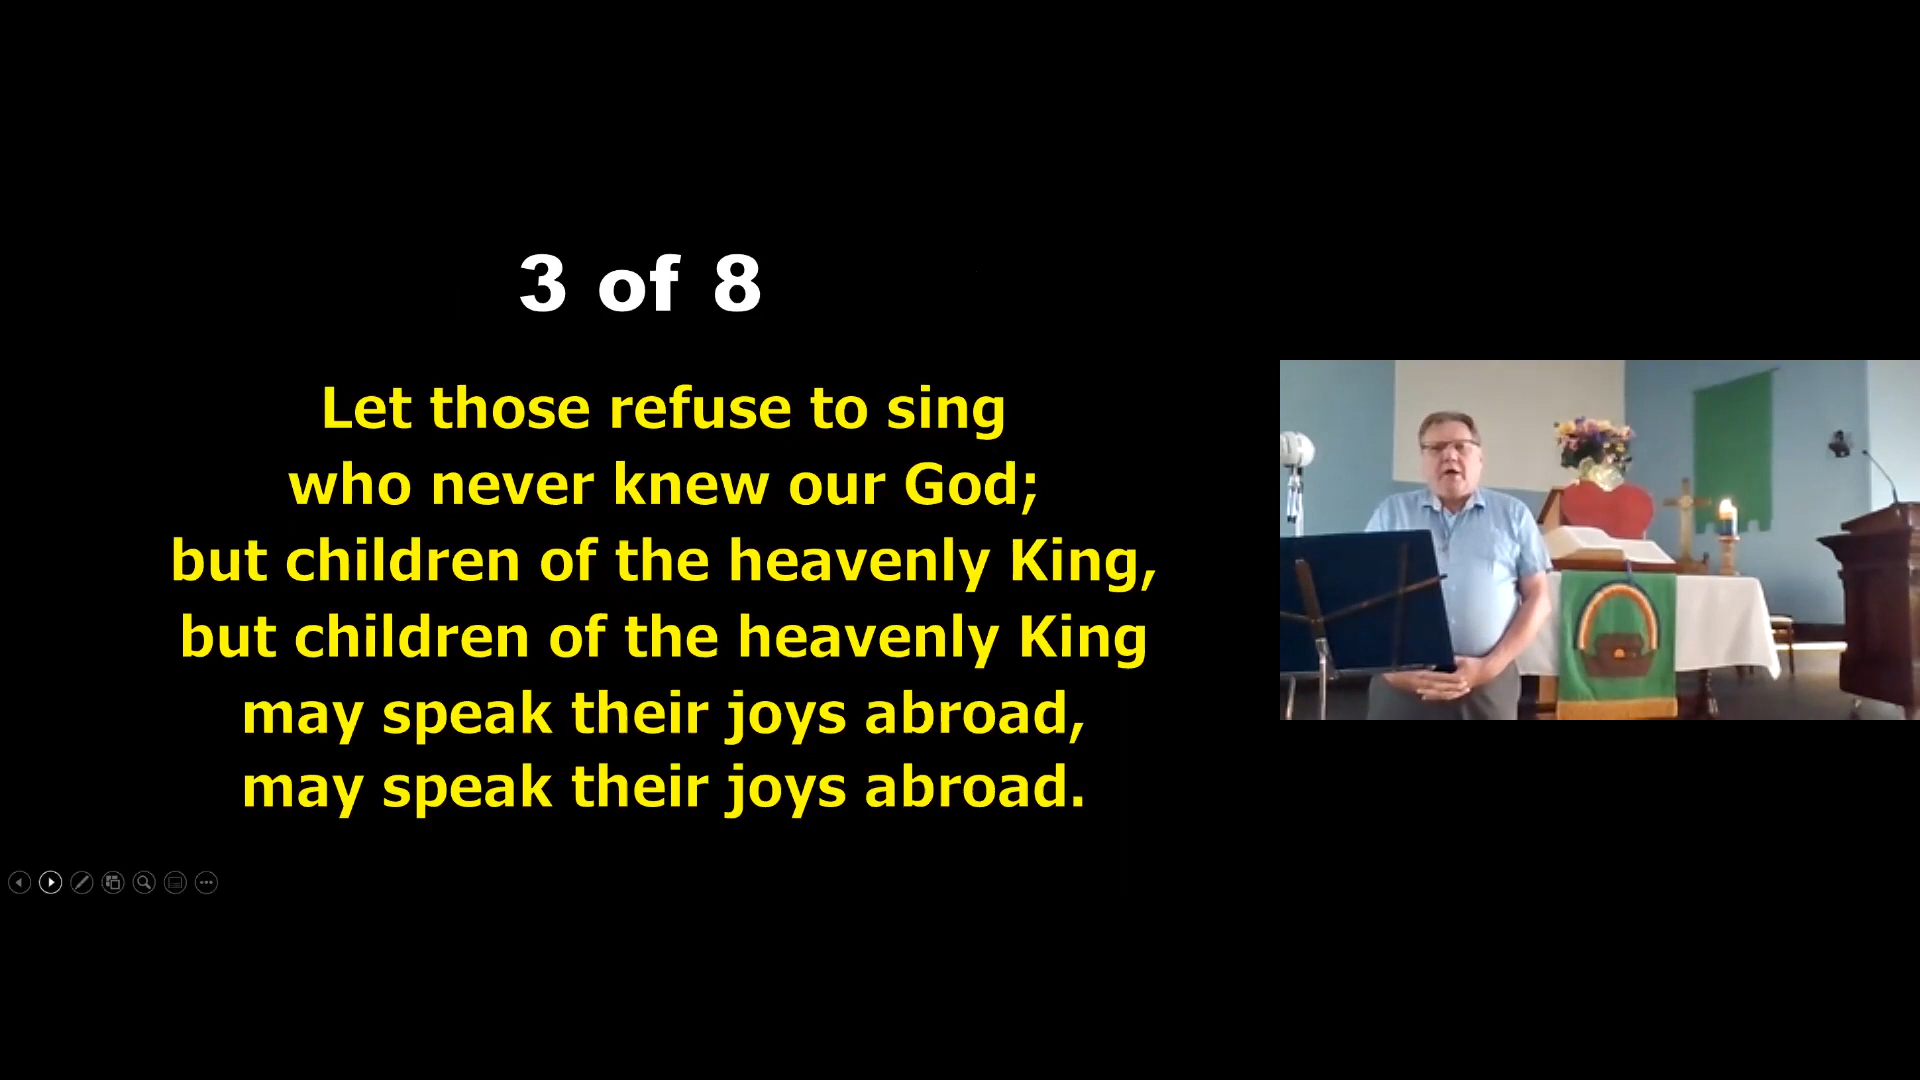 3 of 8
Let those refuse to sing
who never knew our God;
but children of the heavenly King,
but children of the heavenly King
may speak their joys abroad,
may speak their joys abroad.